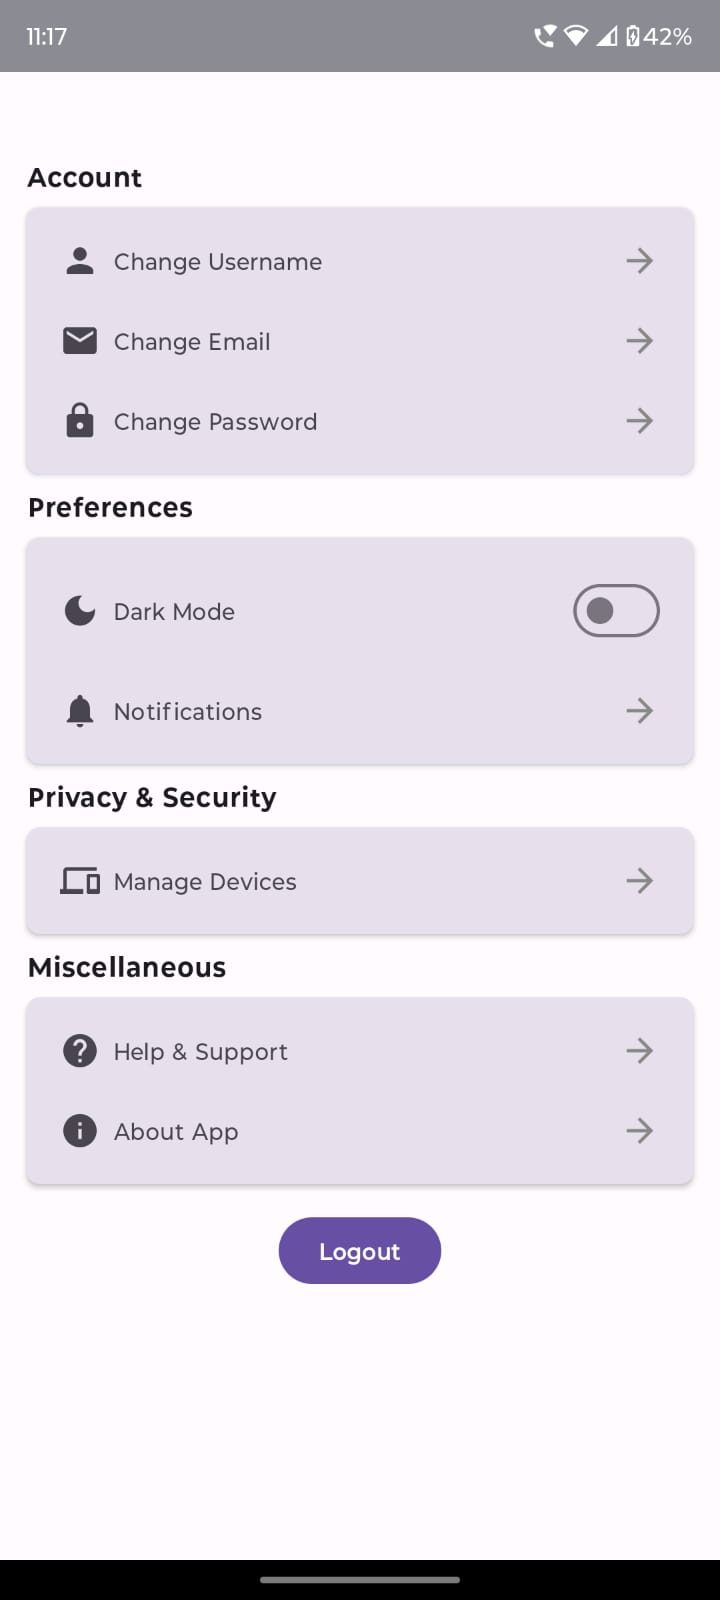 11:17
42%
Account
Change Username
Change Email
Change Password
Preferences
Dark Mode
Notifications
Privacy & Security
Manage Devices
Miscellaneous
Help & Support
About App
Logout